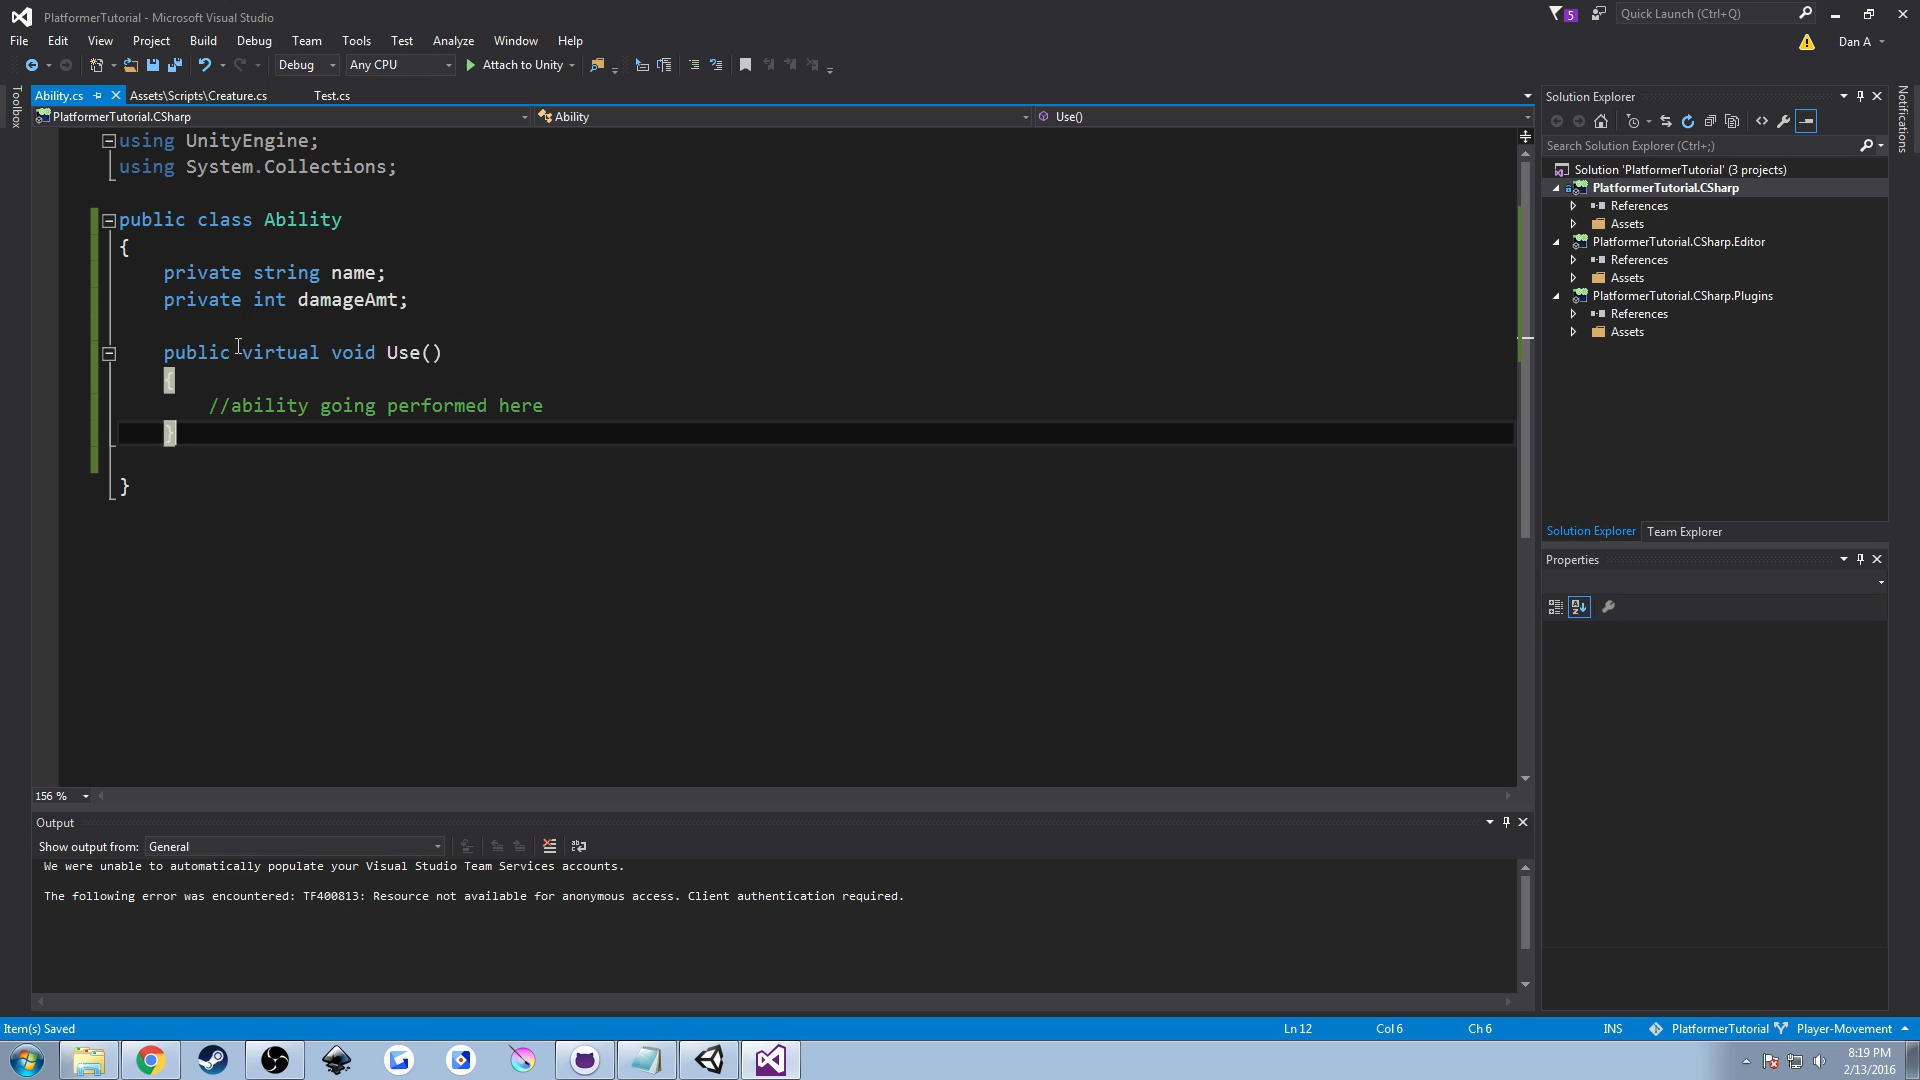 PlatformerTutorial - Microsoft Visual Studio
5
Quick Launch (Ctrl+Q)
File Edit View Project Build Debug Team Tools Test Analyze Window Help
Dan A
Debug Any CPU Attach to Unity
Toolbox
Ability.cs Assets\Scripts\Creature.cs Test.cs
PlatformerTutorial.CSharp Ability Use()
using UnityEngine;
using System.Collections;
public class Ability
{
private string name;
private int damageAmt;
public virtual void Use()
{
//ability going performed here
}
}
156 %
Output
Show output from: General
We were unable to automatically populate your Visual Studio Team Services accounts.
The following error was encountered: TF400813: Resource not available for anonymous access. Client authentication required.
Solution Explorer
Search Solution Explorer (Ctrl+;)
Solution 'PlatformerTutorial' (3 projects)
PlatformerTutorial.CSharp
References
Assets
PlatformerTutorial.CSharp.Editor
References
Assets
PlatformerTutorial.CSharp.Plugins
References
Assets
Solution Explorer Team Explorer
Properties
Notifications
Item(s) Saved Ln 12 Col 6 Ch 6 INS PlatformerTutorial Player-Movement
8:19 PM
2/13/2016